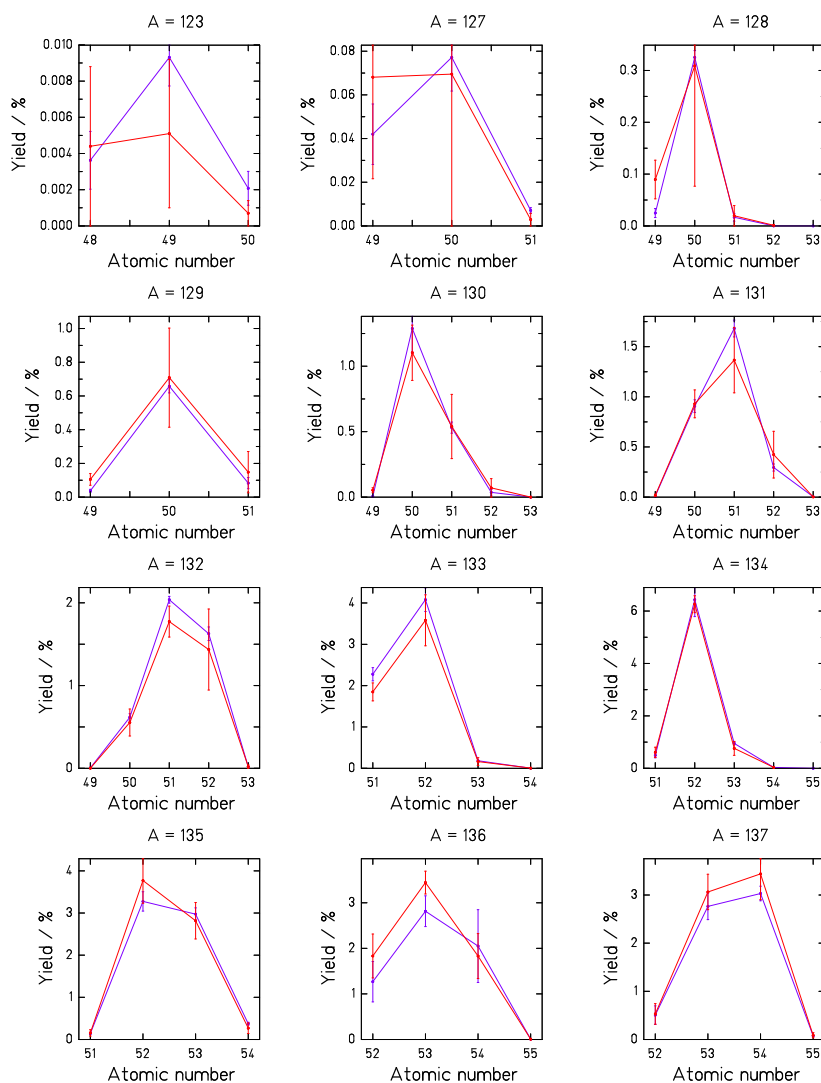 A = 123
A = 127
A = 128
0.010
0.008
0.006
0.004
0.002
0.000
Yield / %
48 49 50
Atomic number
0.08
0.06
0.04
0.02
0.00
Yield / %
49 50 51
Atomic number
0.3
0.2
0.1
0.0
Yield / %
49 50 51 52 53
Atomic number
A = 129
A = 130
A = 131
1.0
0.8
0.6
0.4
0.2
0.0
Yield / %
49 50 51
Atomic number
1.0
0.5
0.0
Yield / %
49 50 51 52 53
Atomic number
1.5
1.0
0.5
0.0
Yield / %
49 50 51 52 53
Atomic number
A = 132
A = 133
A = 134
2
1
0
Yield / %
49 50 51 52 53
Atomic number
4
3
2
1
0
Yield / %
51 52 53 54
Atomic number
6
4
2
0
Yield / %
51 52 53 54 55
Atomic number
A = 135
A = 136
A = 137
4
3
2
1
0
Yield / %
51 52 53 54
Atomic number
3
2
1
0
Yield / %
52 53 54 55
Atomic number
3
2
1
0
Yield / %
52 53 54 55
Atomic number